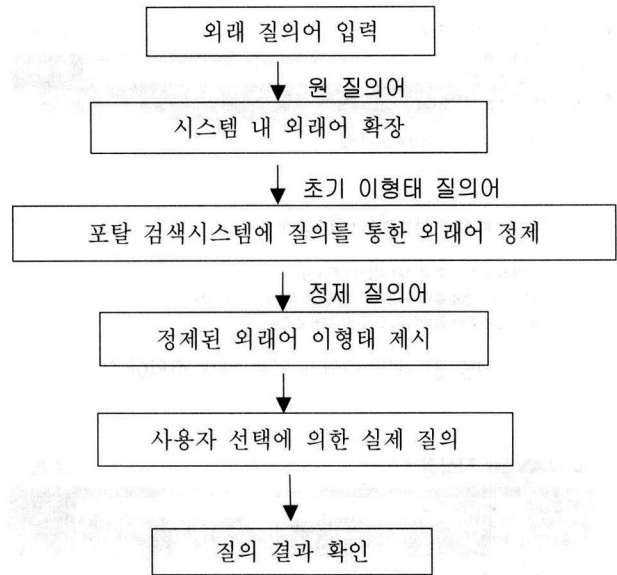 외래 질의어 입력
원 질의어
시스템 내 외래어 확장
초기 이형태 질의어
포탈 검색시스템에 질의를 통한 외래어 정제
정제 질의어
정제된 외래어 이형태 제시
사용자 선택에 의한 실제 질의
질의 결과 확인